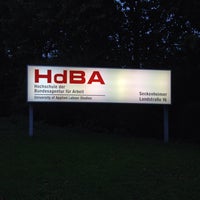 HdBA
Hochschule der
Bundesagentur für Arbeit
University of Applied Labour Studies
Seckenheimer
Landstraße 16